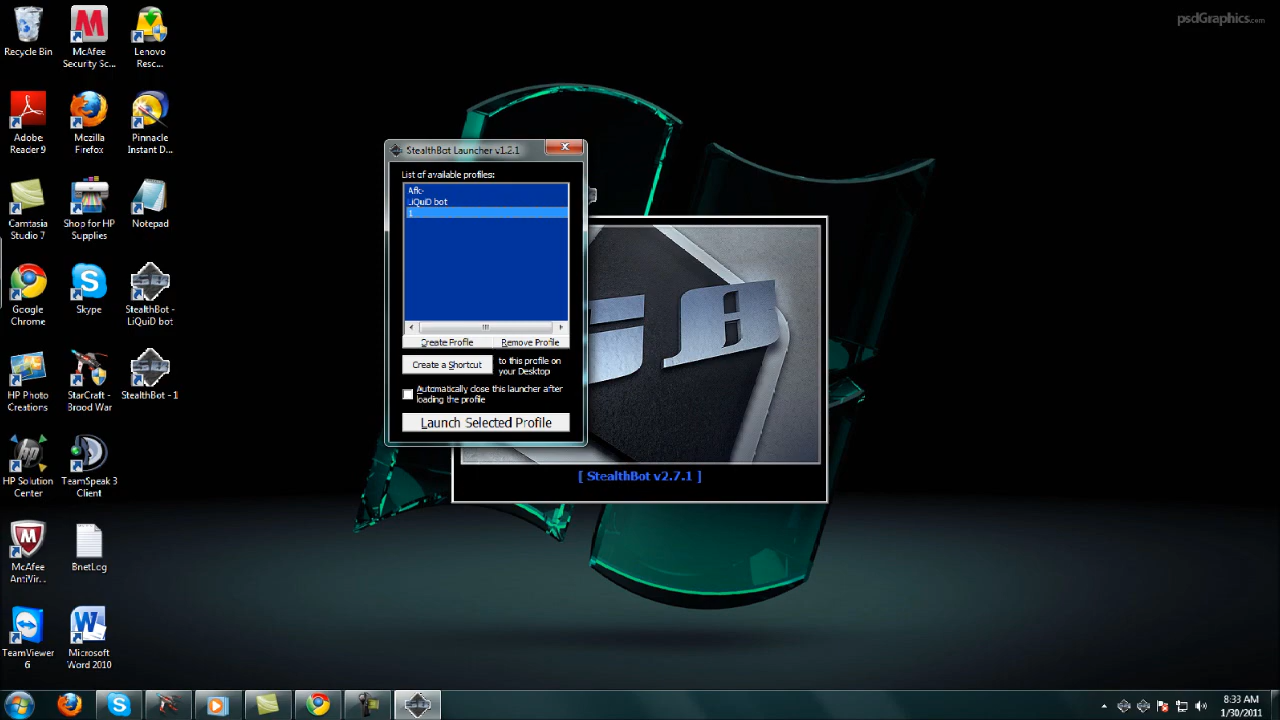 psdGraphics.com
Recycle Bin
McAfee
Security Sc...
Lenovo
Resc...
Adobe
Reader 9
Mozilla
Firefox
Pinnacle
Instant D...
Camtasia
Studio 7
Shop for HP
Supplies
Notepad
Google
Chrome
Skype
StealthBot -
LiQuiD bot
HP Photo
Creations
StarCraft -
Brood War
StealthBot - 1
HP Solution
Center
TeamSpeak 3
Client
McAfee
AntiVir...
BnetLog
TeamViewer
6
Microsoft
Word 2010
StealthBot Launcher v1.2.1
List of available profiles:
Afk-
LiQuiD bot
1
Create Profile
Remove Profile
Create a Shortcut
to this profile on
your Desktop
Automatically close this launcher after
loading the profile
Launch Selected Profile
[ StealthBot v2.7.1 ]
8:33 AM
1/30/2011